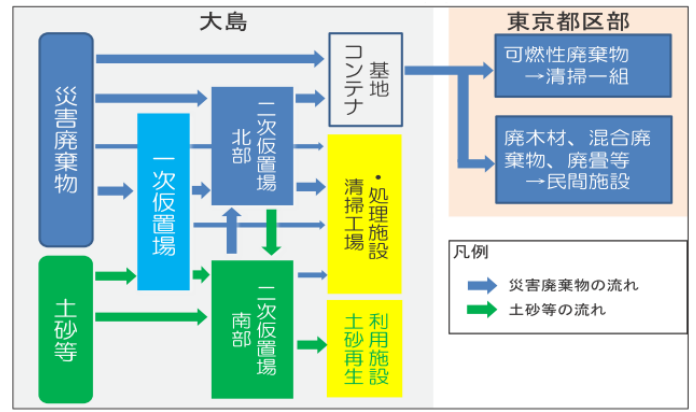 大島
東京都区部
災害廃棄物
土砂等
一次仮置場
二次仮置場
北部
二次仮置場
南部
基地
コンテナ
・処理施設
清掃工場
利用施設
土砂再生
可燃性廃棄物
→清掃一組
廃木材、混合廃
棄物、廃畳等
→民間施設
凡例
災害廃棄物の流れ
土砂等の流れ